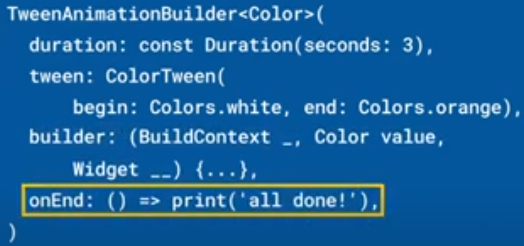 TweenAnimationBuilder<Color>(
duration: const Duration(seconds: 3),
tween: ColorTween(
begin: Colors.white, end: Colors.orange),
builder: (BuildContext _, Color value,
Widget __) {...},
onEnd: () => print('all done!'),
)